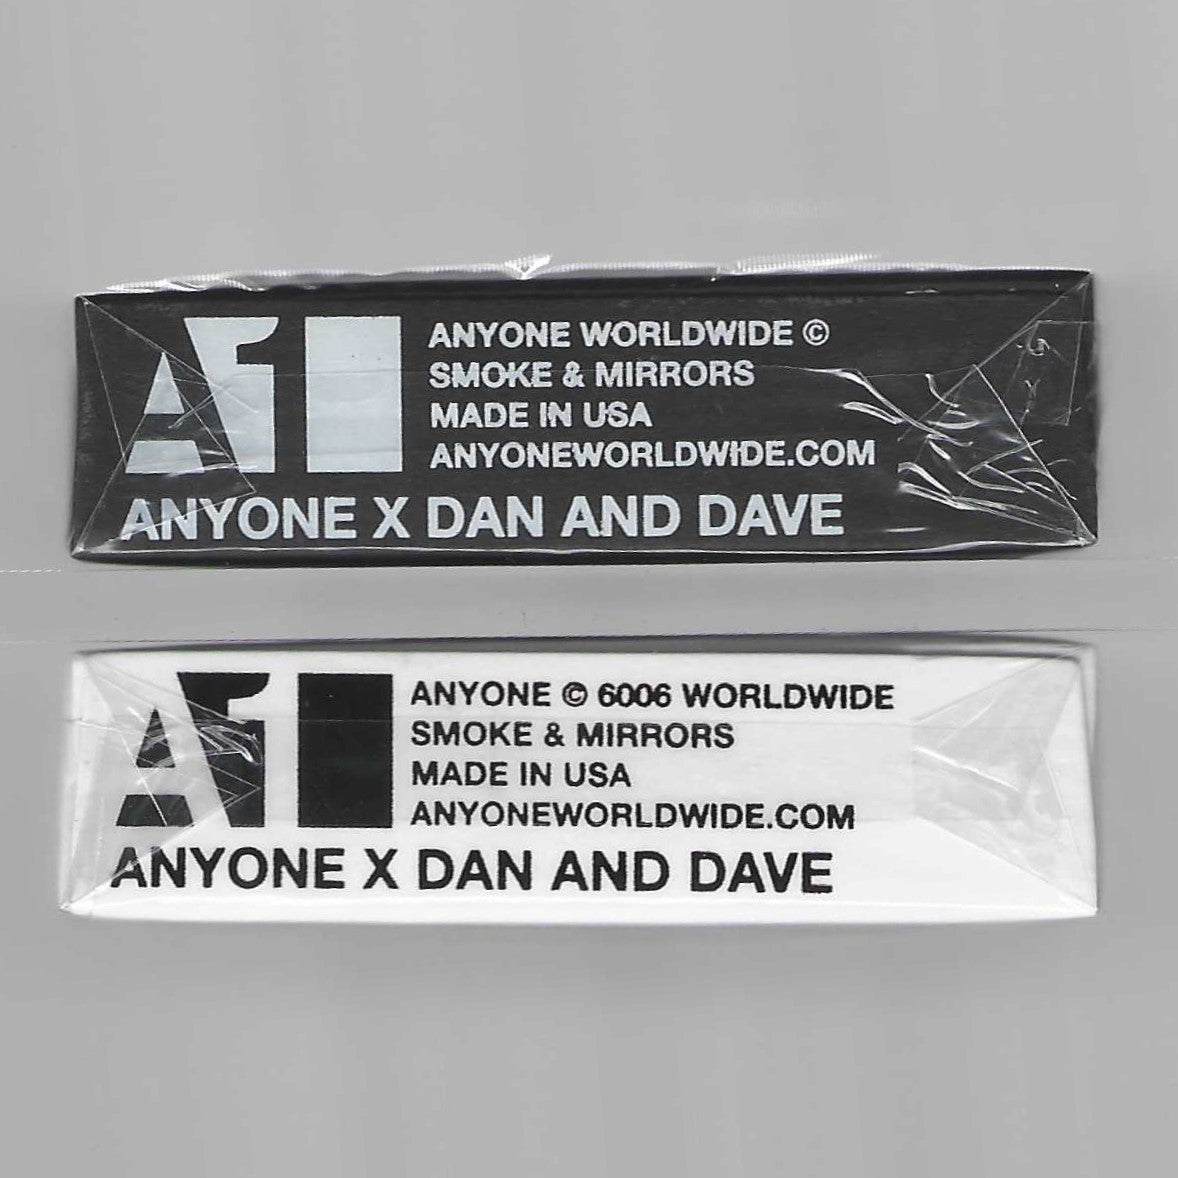 A1
ANYONE WORLDWIDE ©
SMOKE & MIRRORS
MADE IN USA
ANYONEWORLDWIDE.COM
ANYONE X DAN AND DAVE
A1
ANYONE © 6006 WORLDWIDE
SMOKE & MIRRORS
MADE IN USA
ANYONEWORLDWIDE.COM
ANYONE X DAN AND DAVE